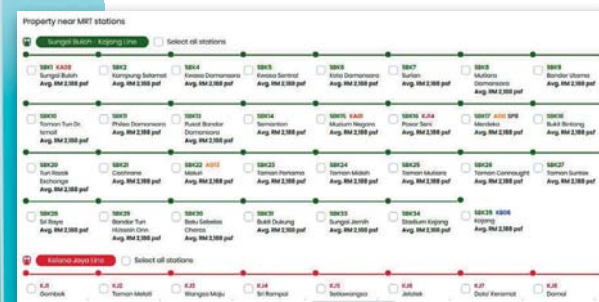 Property near MRT stations
Sungai Buloh - Kajang Line Select all stations
SBK1 KA08 SBK2 SBK4 SBK5 SBK6 SBK7 SBK8 SBK9
Sungai Buloh Kampung Selamat Kwasa Damansara Kwasa Sentral Kota Damansara Surian Mutiara Bandar Utama
Avg. RM 2,188 psf Avg. RM 2,188 psf Avg. RM 2,188 psf Avg. RM 2,188 psf Avg. RM 2,188 psf Avg. RM 2,188 psf Damansara Avg. RM 2,188 psf
Avg. RM 2,188 psf
SBK10 SBK11 SBK13 SBK14 SBK15 KA01 SBK16 KJ14 SBK17 AG8 SP8 SBK18
Taman Tun Dr. Phileo Damansara Pusat Bandar Semantan Muzium Negara Pasar Seni Merdeka Bukit Bintang
Ismail Avg. RM 2,188 psf Damansara Avg. RM 2,188 psf Avg. RM 2,188 psf Avg. RM 2,188 psf Avg. RM 2,188 psf Avg. RM 2,188 psf
Avg. RM 2,188 psf Avg. RM 2,188 psf
SBK20 SBK21 SBK22 AG13 SBK23 SBK24 SBK25 SBK26 SBK27
Tun Razak Cochrane Maluri Taman Pertama Taman Midah Taman Mutiara Taman Connaught Taman Suntex
Exchange Avg. RM 2,188 psf Avg. RM 2,188 psf Avg. RM 2,188 psf Avg. RM 2,188 psf Avg. RM 2,188 psf Avg. RM 2,188 psf Avg. RM 2,188 psf
Avg. RM 2,188 psf
SBK28 SBK29 SBK30 SBK31 SBK33 SBK34 SBK35 KB06
Sri Raya Bandar Tun Batu Sebelas Bukit Dukung Sungai Jernih Stadium Kajang Kajang
Avg. RM 2,188 psf Hussein Onn Cheras Avg. RM 2,188 psf Avg. RM 2,188 psf Avg. RM 2,188 psf Avg. RM 2,188 psf
Avg. RM 2,188 psf Avg. RM 2,188 psf
Kelana Jaya Line Select all stations
KJ1 KJ2 KJ3 KJ4 KJ5 KJ6 KJ7 KJ8
Gombak Taman Melati Wangsa Maju Sri Rampai Setiawangsa Jelatek Dato' Keramat Damai